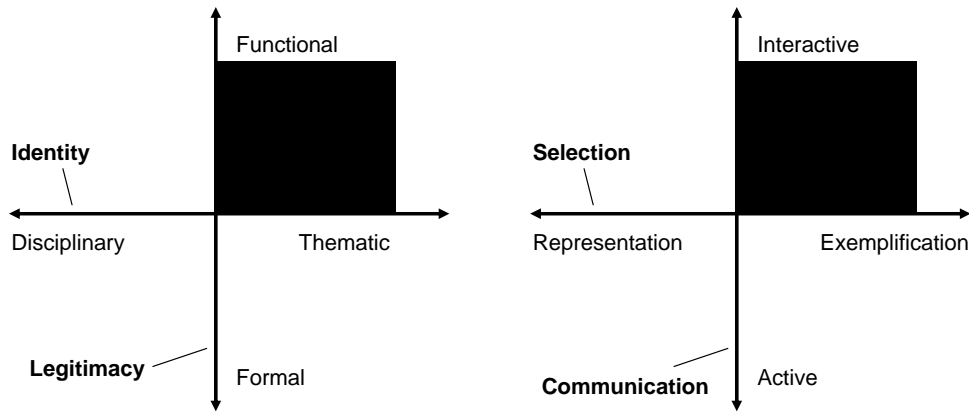 Functional
Identity
Disciplinary
Thematic
Legitimacy
Formal
Interactive
Selection
Representation
Exemplification
Communication
Active